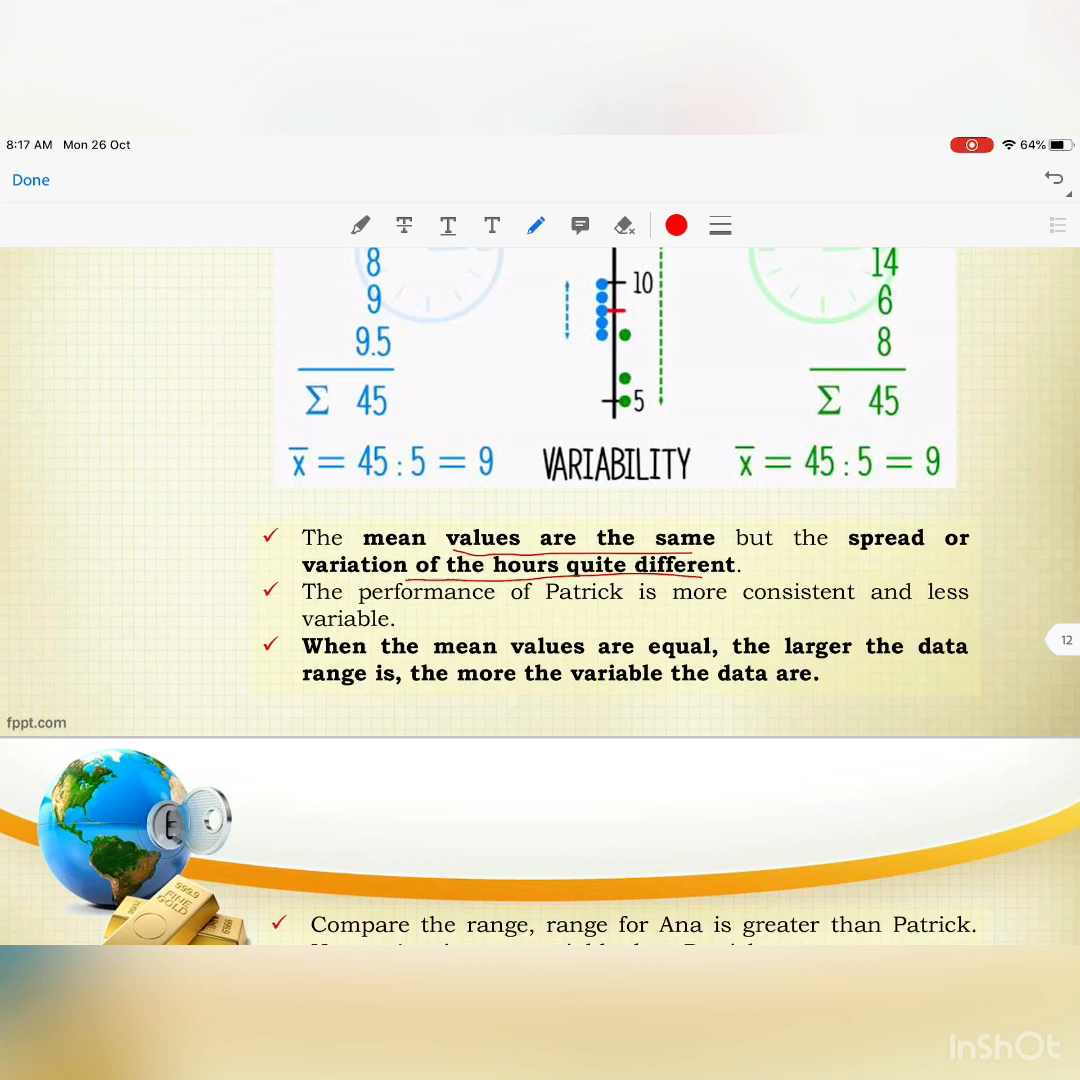 8:17 AM Mon 26 Oct
64%
Done
8
14
10
9
6
9.5
8
Σ 45
5
Σ 45
x̄ = 45 : 5 = 9
VARIABILITY
x̄ = 45 : 5 = 9
The mean values are the same but the spread or
variation of the hours quite different.
The performance of Patrick is more consistent and less
variable.
When the mean values are equal, the larger the data
range is, the more the variable the data are.
12
fppt.com
999.9
FINE
GOLD
Compare the range, range for Ana is greater than Patrick.
InShOt